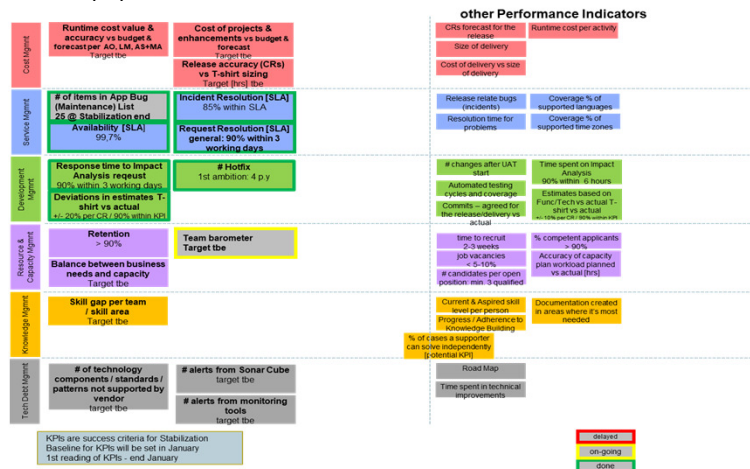 other Performance Indicators
Cost Mgmnt
Runtime cost value &
accuracy vs budget &
forecast per AO, LM, AS+MA
Target tbe
Cost of projects &
enhancements vs budget &
forecast
Target tbe
Release accuracy (CRs)
vs T-shirt sizing
Target [hrs] tbe
CRs forecast for the
release
Runtime cost per activity
Size of delivery
Cost of delivery vs size
of delivery
Service Mgmnt
# of items in App Bug
(Maintenance) List
25 @ Stabilization end
Availability [SLA]
99,7%
Incident Resolution [SLA]
85% within SLA
Request Resolution [SLA]
general: 90% within 3
working days
Release relate bugs
(incidents)
Coverage % of
supported languages
Resolution time for
problems
Coverage % of
supported time zones
Development
Mgmnt
Response time to Impact
Analysis reqeust
90% within 3 working days
Deviations in estimates T-
shirt vs actual
+/- 20% per CR / 90% within KPI
# Hotfix
1st ambition: 4 p.y
# changes after UAT
start
Time spent on Impact
Analysis
90% within 6 hours
Automated testing
cycles and coverage
Estimates based on
Func/Tech vs actual T-
shirt vs actual
+/- 10% per CR / 90% within KPI
Commits – agreed for
the release/delivery vs
actual
Resource &
Capacity Mgmnt
Retention
> 90%
Balance between business
needs and capacity
Target tbe
Team barometer
Target tbe
time to recruit
2-3 weeks
% competent applicants
> 90%
job vacancies
< 5-10%
Accuracy of capacity
plan workload planned
vs actual [hrs]
# candidates per open
position: min. 3 qualified
Knowledge Mgmnt
Skill gap per team
/ skill area
Target tbe
Current & Aspired skill
level per person
Documentation created
in areas where it's most
needed
Progress / Adherence to
Knowledge Building
% of cases a supporter
can solve independently
[potential KPI]
Tech Debt Mgmnt
# of technology
components / standards /
patterns not supported by
vendor
target tbe
# alerts from Sonar Cube
target tbe
# alerts from monitoring
tools
target tbe
Road Map
Time spent in technical
improvements
KPIs are success criteria for Stabilization
Baseline for KPIs will be set in January
1st reading of KPIs - end January
delayed
on-going
done